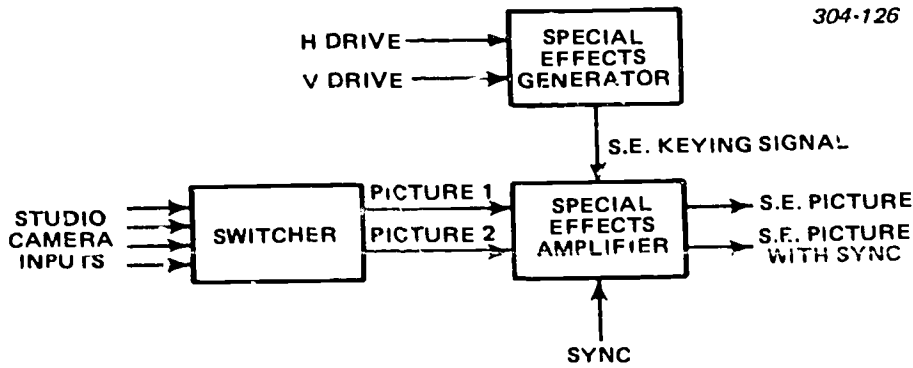 304-126
H DRIVE
V DRIVE
SPECIAL
EFFECTS
GENERATOR
S.E. KEYING SIGNAL
STUDIO
CAMERA
INPUTS
SWITCHER
PICTURE 1
PICTURE 2
SPECIAL
EFFECTS
AMPLIFIER
S.E. PICTURE
S.E. PICTURE
WITH SYNC
SYNC